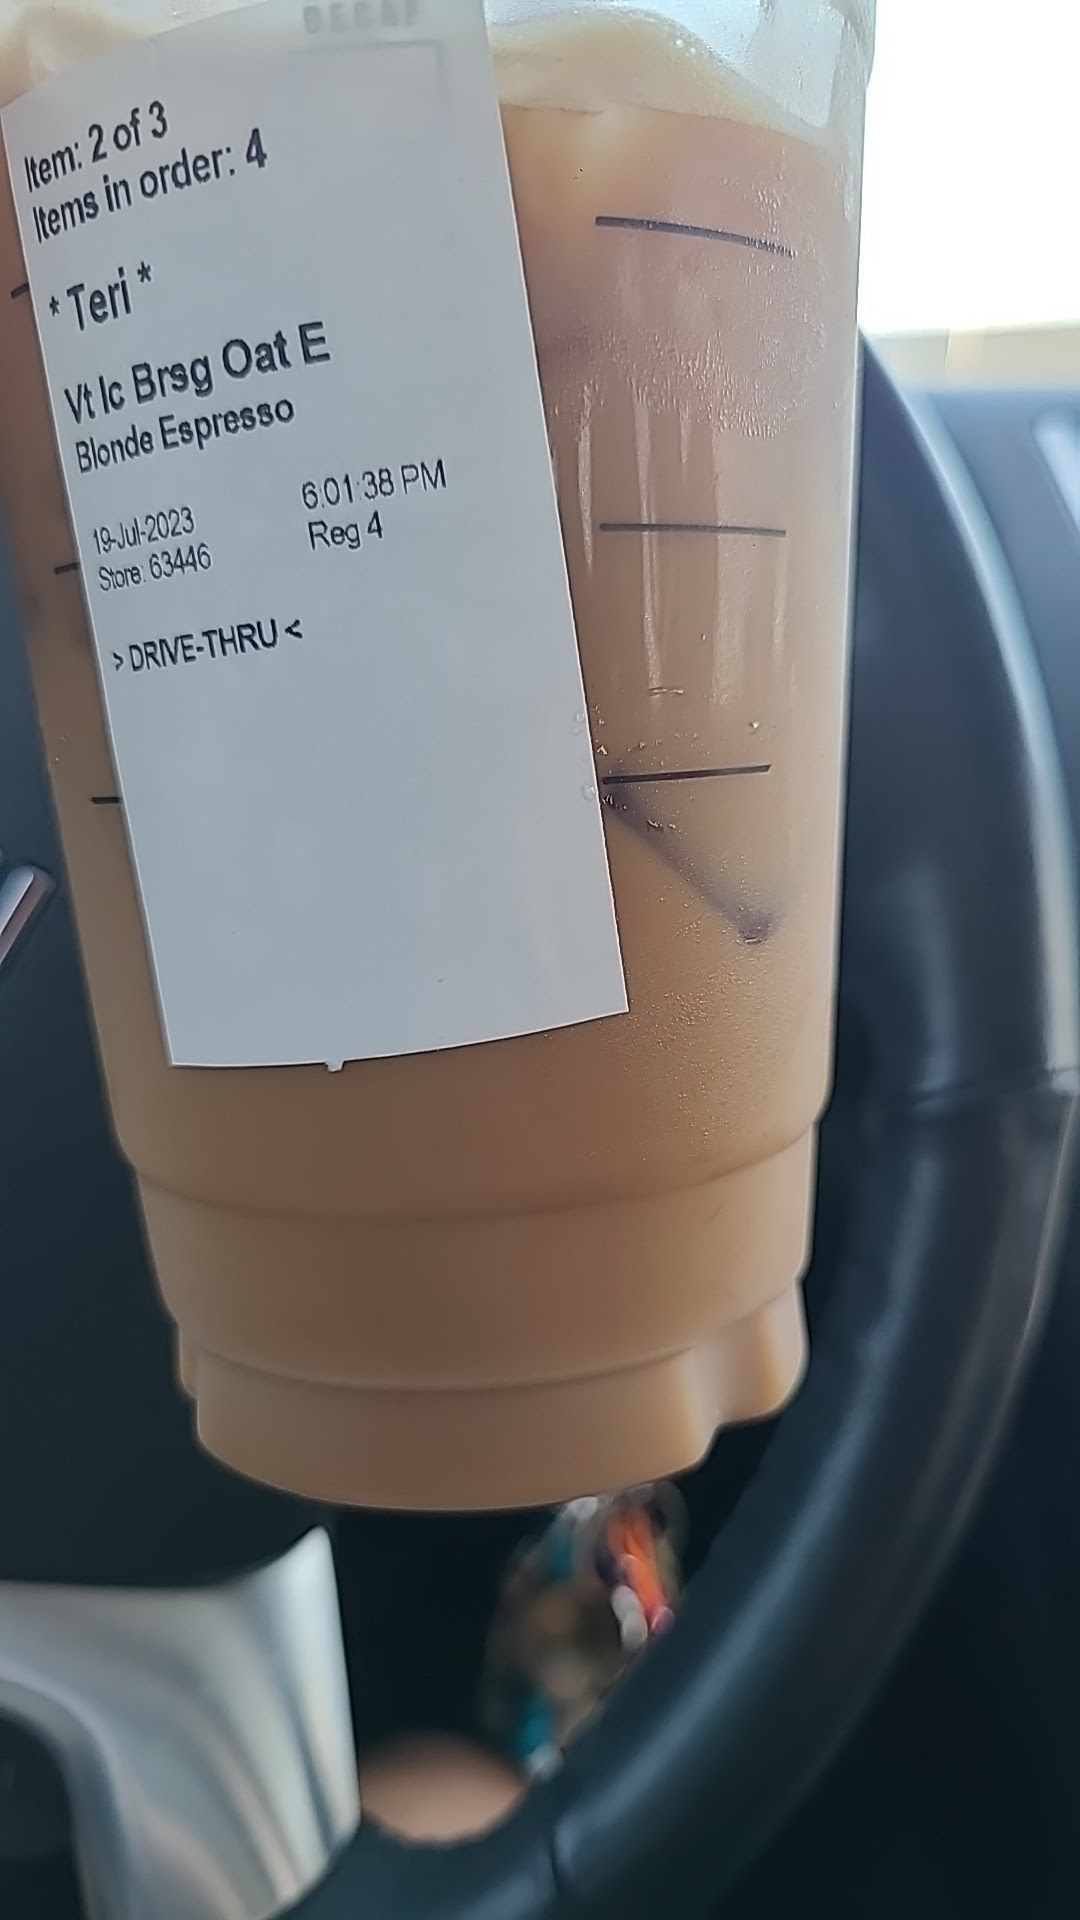 DECAF
Item: 2 of 3
Items in order: 4
* Teri *
Vt Ic Brsg Oat E
Blonde Espresso
19-Jul-2023 6:01:38 PM
Store: 63446 Reg 4
> DRIVE-THRU <